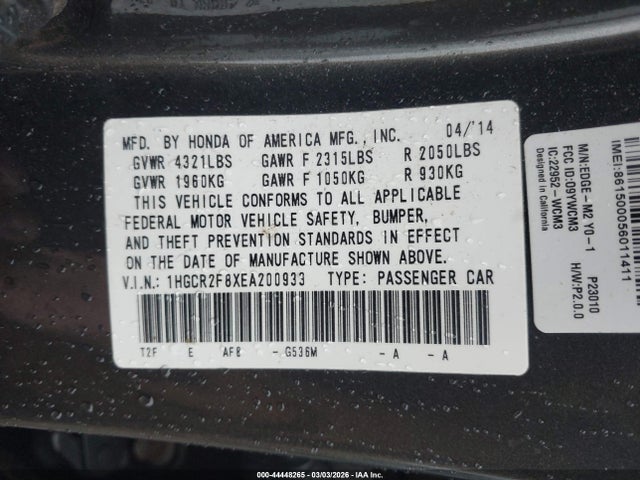 MFD. BY HONDA OF AMERICA MFG., INC. 04/'14
GVWR 4321LBS GAWR F 2315LBS R 2050LBS
GVWR 1960KG GAWR F 1050KG R 930KG
THIS VEHICLE CONFORMS TO ALL APPLICABLE
FEDERAL MOTOR VEHICLE SAFETY, BUMPER,
AND THEFT PREVENTION STANDARDS IN EFFECT
ON THE DATE OF MANUFACTURE SHOWN ABOVE.
V.I.N.: 1HGCR2F8XEA200933 TYPE: PASSENGER CAR
T2F E AF8 - G536M - A - A
M/N:EDGE-M2 Y0-1 P23010
FCC ID:O9YWCM3 H/W:P2.0.0
IC:22952-WCM3
Designed in California
IMEI:861500056011411
000-44448265 - 03/03/2026 - IAA Inc.